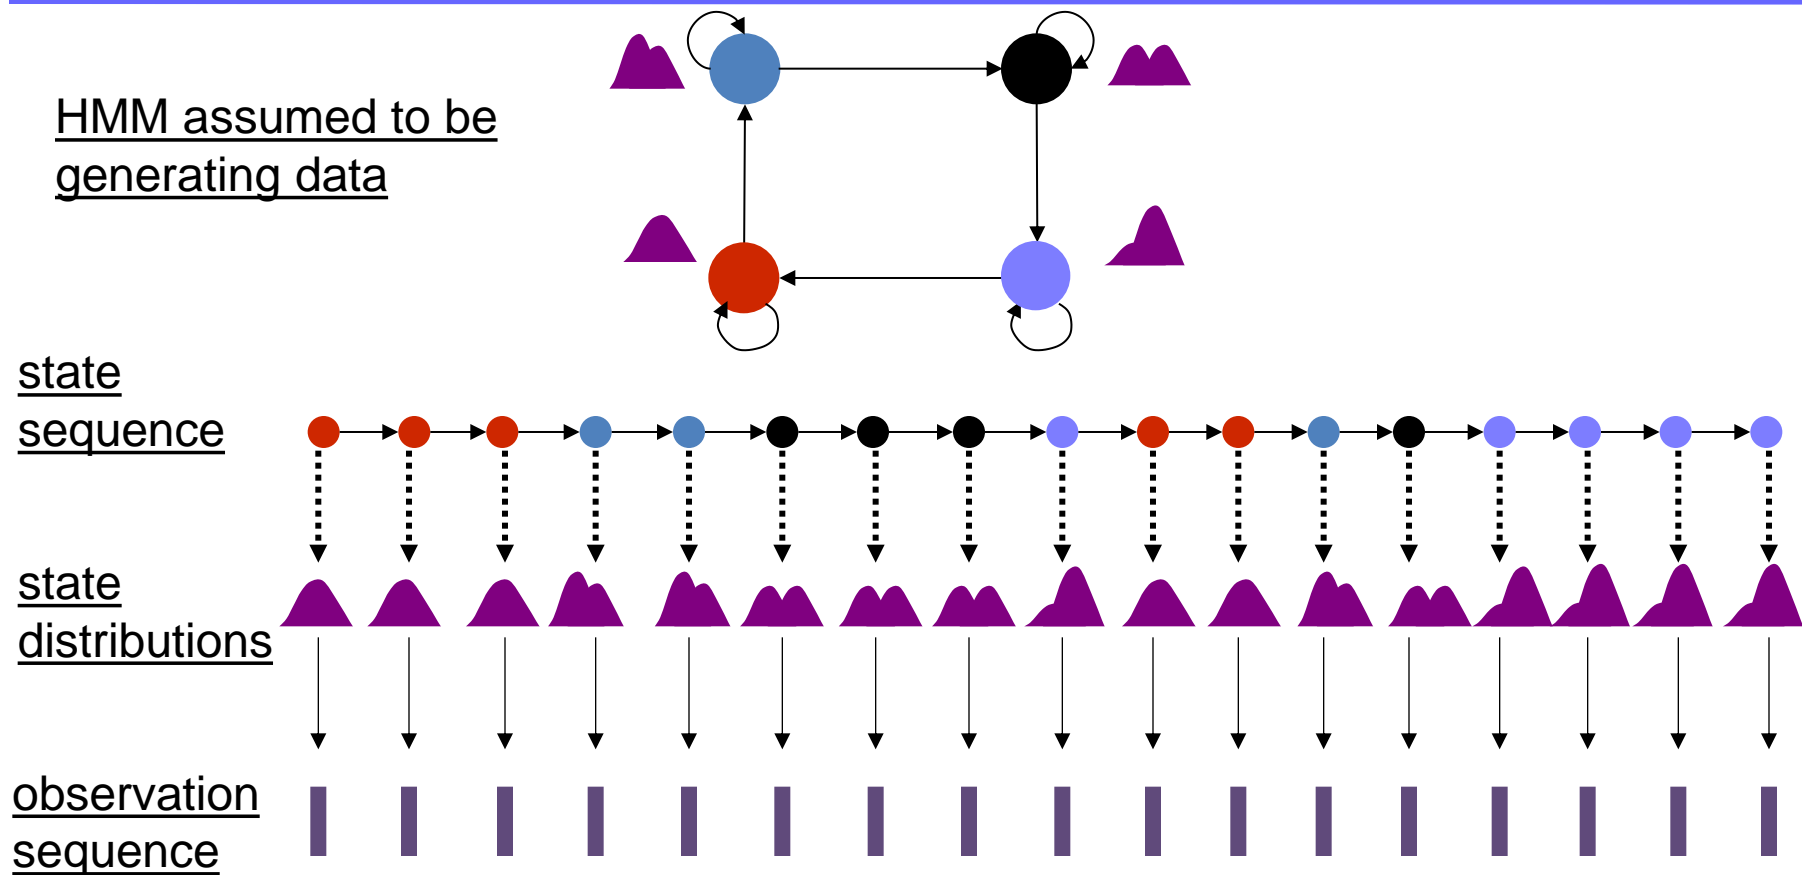 HMM assumed to be
generating data
state
sequence
state
distributions
observation
sequence